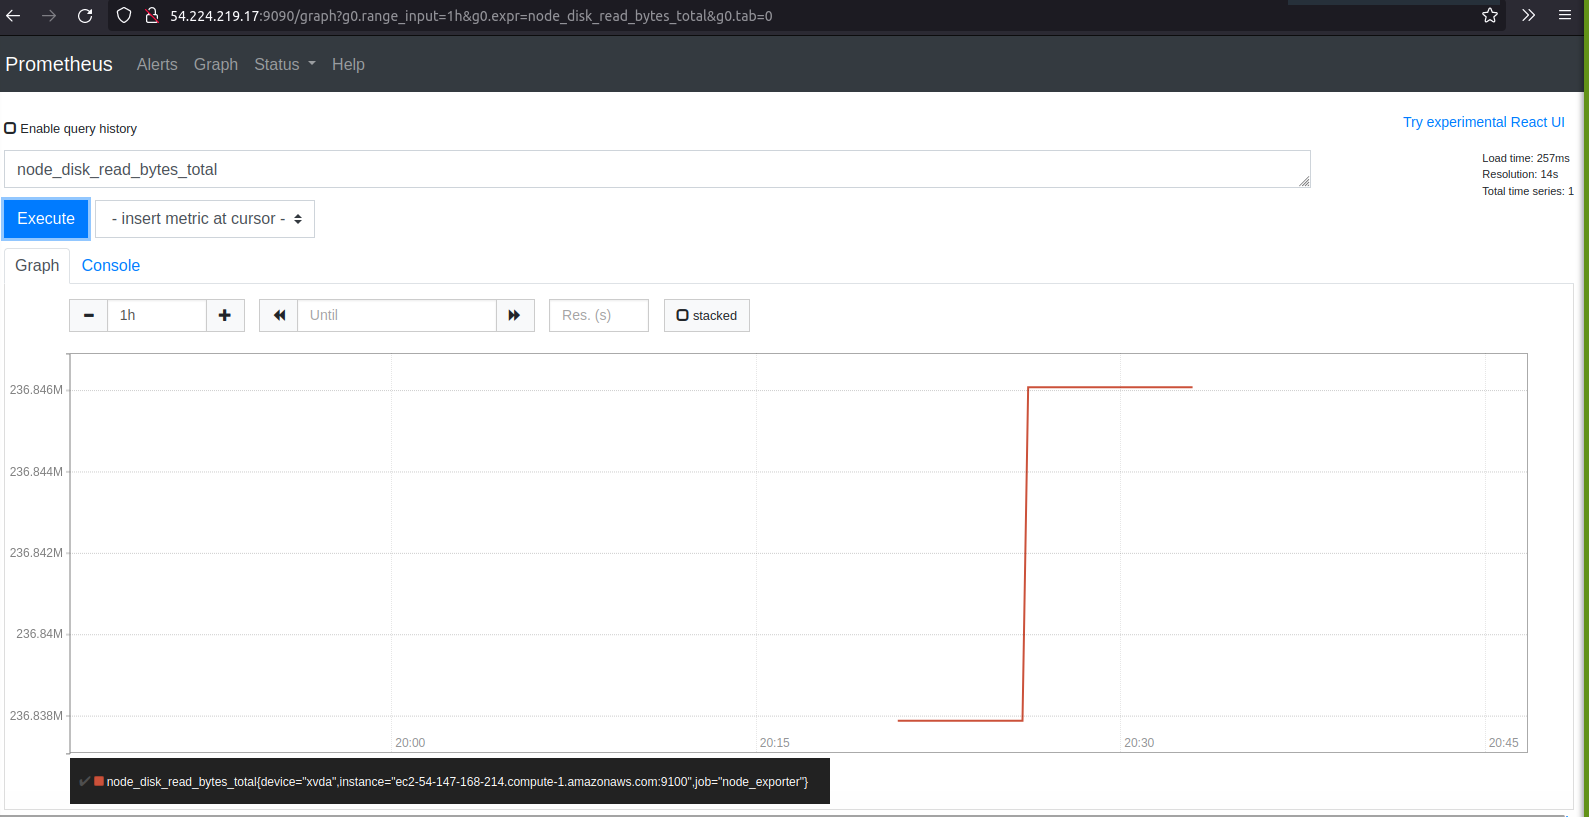 54.224.219.17:9090/graph?g0.range_input=1h&g0.expr=node_disk_read_bytes_total&g0.tab=0
Prometheus Alerts Graph Status Help
Enable query history
Try experimental React UI
node_disk_read_bytes_total
Load time: 257ms
Resolution: 14s
Total time series: 1
Execute - insert metric at cursor -
Graph Console
1h Until Res. (s) stacked
236.846M
236.844M
236.842M
236.84M
236.838M
20:00 20:15 20:30 20:45
node_disk_read_bytes_total{device="xvda",instance="ec2-54-147-168-214.compute-1.amazonaws.com:9100",job="node_exporter"}